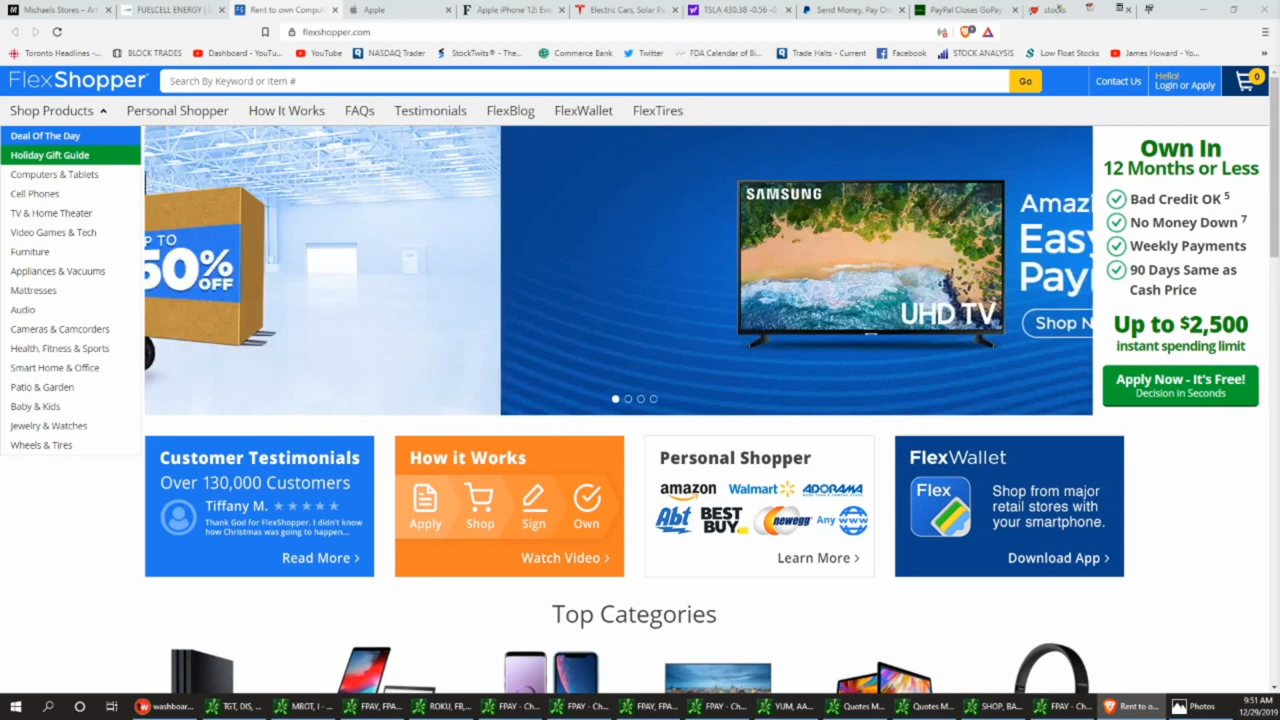 Michaels Stores – Ar
FUELCELL ENERGY
Rent to own Comput
Apple
Apple iPhone 12: Eve
Electric Cars, Solar Pa
TSLA 430.38 -0.56
Send Money, Pay On
PayPal Closes GoPay
stocks
flexshopper.com
Toronto Headlines -...
BLOCK TRADES
Dashboard - YouTu...
YouTube
NASDAQ Trader
StockTwits® - The...
Commerce Bank
Twitter
FDA Calendar of Bi...
Trade Halts - Current
Facebook
STOCK ANALYSIS
Low Float Stocks
James Howard - Yo...
FlexShopper
Search By Keyword or Item #
Go
Contact Us
Hello!
Login or Apply
0
Shop Products
Personal Shopper
How It Works
FAQs
Testimonials
FlexBlog
FlexWallet
FlexTires
Deal Of The Day
Holiday Gift Guide
Computers & Tablets
Cell Phones
TV & Home Theater
Video Games & Tech
Furniture
Appliances & Vacuums
Mattresses
Audio
Cameras & Camcorders
Health, Fitness & Sports
Smart Home & Office
Patio & Garden
Baby & Kids
Jewelry & Watches
Wheels & Tires
P TO
60%
OFF
SAMSUNG
UHD TV
Amaz
Easy
Pay
Shop N
Own In
12 Months or Less
Bad Credit OK 5
No Money Down 7
Weekly Payments
90 Days Same as
Cash Price
Up to $2,500
instant spending limit
Apply Now - It's Free!
Decision in Seconds
Customer Testimonials
Over 130,000 Customers
Tiffany M.
Thank God for FlexShopper. I didn't know
how Christmas was going to happen...
Read More >
How it Works
Apply
Shop
Sign
Own
Watch Video >
Personal Shopper
amazon
Walmart
ADORAMA
Abt
BEST BUY
newegg
Any WWW
Learn More >
FlexWallet
Flex
Shop from major
retail stores with
your smartphone.
Download App >
Top Categories
washboar...
TGT, DIS, ...
MBOT, I - ...
FPAY, FPA...
ROKU, FB,...
FPAY - Ch...
FPAY - Ch...
FPAY, FPA...
FPAY - Ch...
YUM, AA...
Quotes M...
Quotes M...
SHOP, BA...
FPAY - Ch...
Rent to o...
Photos
9:51 AM
12/29/2019